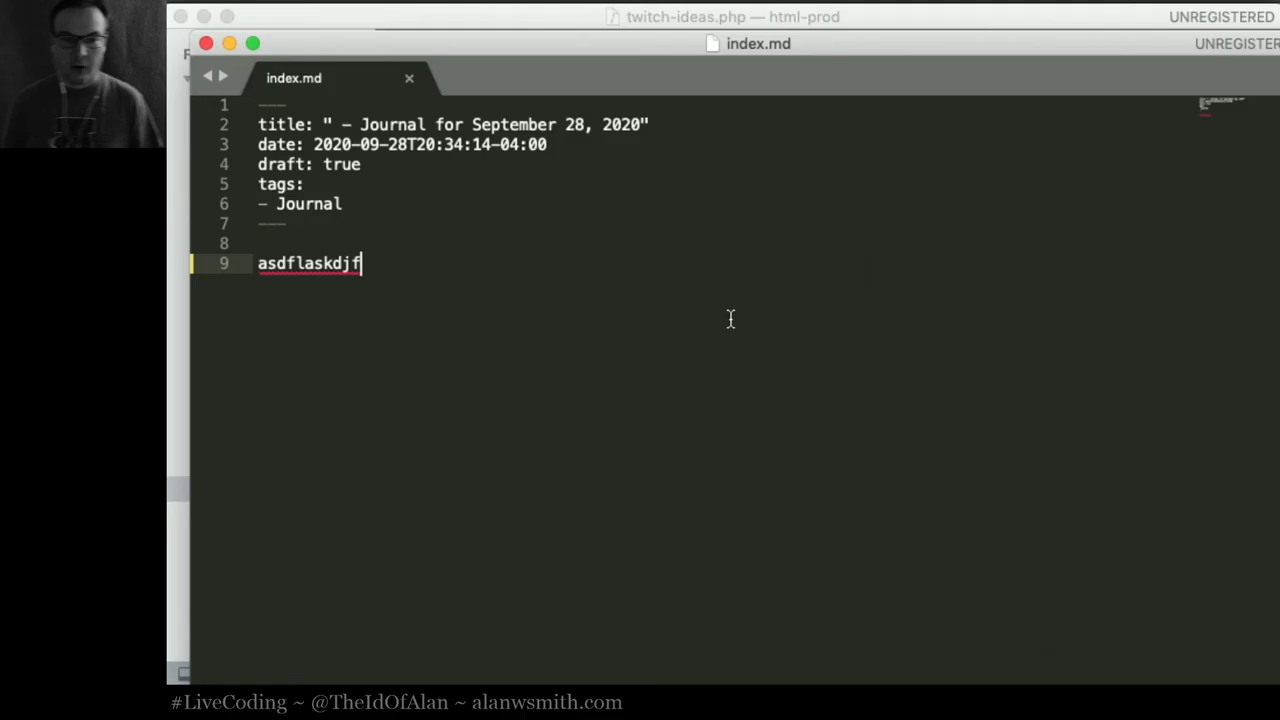 twitch-ideas.php — html-prod
UNREGISTERED
index.md
UNREGISTER
index.md
1 ---
2 title: " - Journal for September 28, 2020"
3 date: 2020-09-28T20:34:14-04:00
4 draft: true
5 tags:
6 - Journal
7 ---
8
9 asdflaskdjf
#LiveCoding ~ @TheIdOfAlan ~ alanwsmith.com